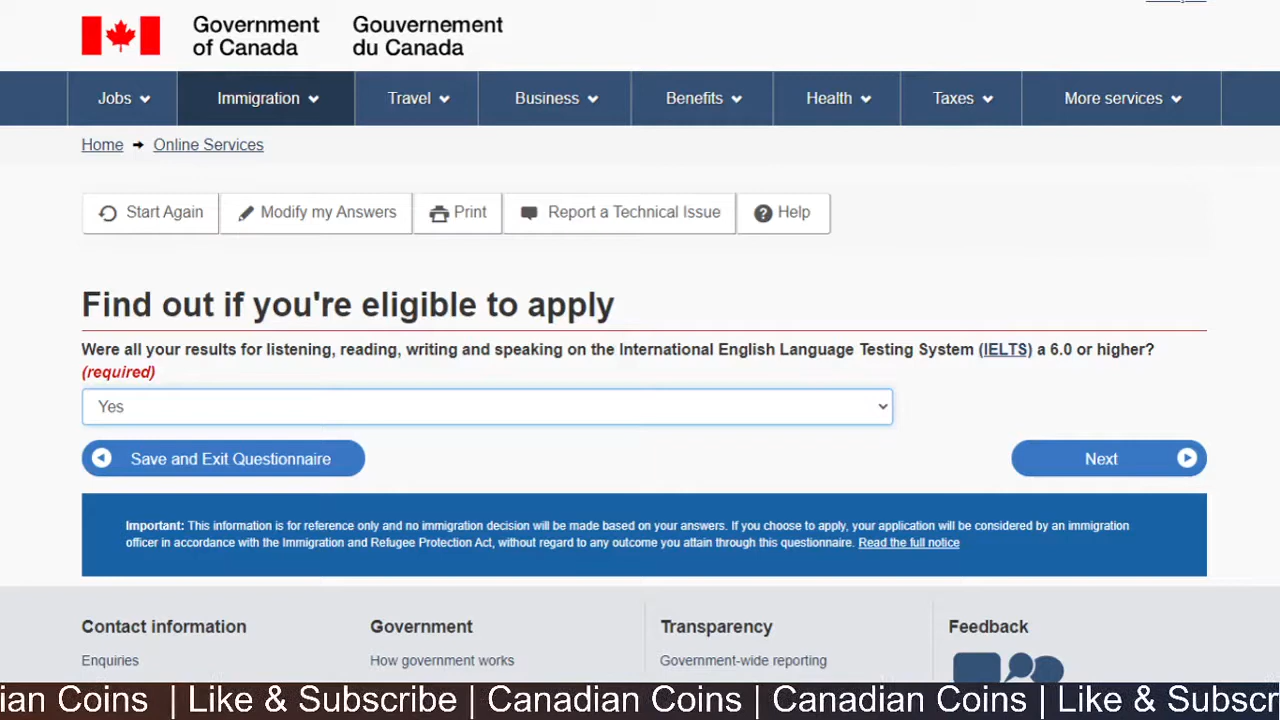 Government of Canada
Gouvernement du Canada
Jobs
Immigration
Travel
Business
Benefits
Health
Taxes
More services
Home
Online Services
Start Again
Modify my Answers
Print
Report a Technical Issue
Help
Find out if you're eligible to apply
Were all your results for listening, reading, writing and speaking on the International English Language Testing System (IELTS) a 6.0 or higher?
(required)
Yes
Save and Exit Questionnaire
Next
Important: This information is for reference only and no immigration decision will be made based on your answers. If you choose to apply, your application will be considered by an immigration
officer in accordance with the Immigration and Refugee Protection Act, without regard to any outcome you attain through this questionnaire. Read the full notice
Contact information
Government
Transparency
Feedback
Enquiries
How government works
Government-wide reporting
ian Coins | Like & Subscribe | Canadian Coins | Canadian Coins | Like & Subscr